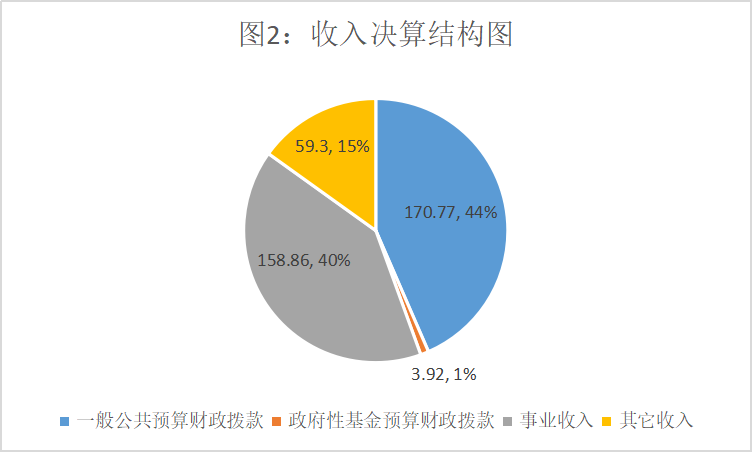 图2：收入决算结构图
59.3, 15%
170.77, 44%
158.86, 40%
3.92, 1%
一般公共预算财政拨款 政府性基金预算财政拨款 事业收入 其它收入